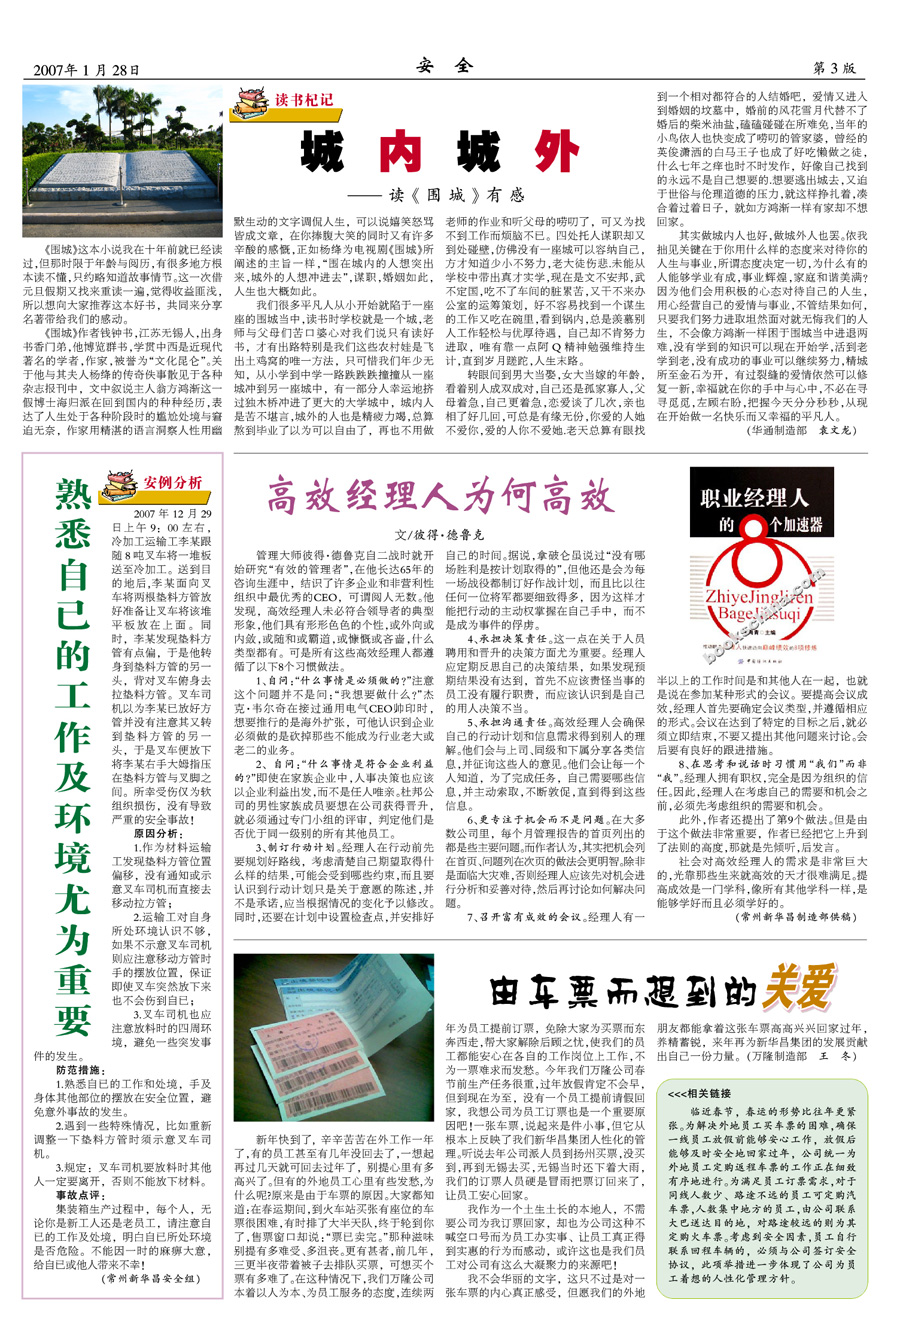 2007年1月28日
安 全
第3版
读书杞记
城内城外
——读《围城》有感
《围城》这本小说我在十年前就已经读
过,但那时限于年龄与阅历,有很多地方根
本读不懂,只约略知道故事情节。这一次借
元旦假期又找来重读一遍,觉得收益匪浅,
所以想向大家推荐这本好书，共同来分享
名著带给我们的感动。
《围城》作者钱钟书,江苏无锡人,出身
书香门弟,他博览群书,学贯中西是近现代
著名的学者,作家,被誉为“文化昆仑”。关
于他与其夫人杨绛的传奇佚事散见于各种
杂志报刊中，文中叙说主人翁方鸿渐这一
假博士海归派在回到国内的种种经历,表
达了人生处于各种阶段时的尴尬处境与窘
迫无奈，作家用精湛的语言洞察人性用幽
默生动的文字调侃人生，可以说嬉笑怒骂
皆成文章，在你捧腹大笑的同时又有许多
辛酸的感慨,正如杨绛为电视剧《围城》所
阐述的主旨一样,“围在城内的人想突出
来,城外的人想冲进去”,谋职,婚姻如此,
人生也大概如此。
我们很多平凡人从小开始就陷于一座
座的围城当中,读书时学校就是一个城,老
师与父母们苦口婆心对我们说只有读好
书，才有出路特别是我们这些农村娃是飞
出土鸡窝的唯一方法，只可惜我们年少无
知，从小学到中学一路跌跌跌撞撞从一座
城冲到另一座城中，有一部分人幸运地挤
过独木桥冲进了更大的大学城中，城内人
是苦不堪言,城外的人也是精疲力竭,总算
熬到毕业了以为可以自由了，再也不用做
老师的作业和听父母的唠叨了，可又为找
不到工作而烦脑不已。四处托人谋职却又
到处碰壁,仿佛没有一座城可以容纳自己,
方才知道少小不努力,老大徒伤悲.未能从
学校中带出真才实学,现在是文不安邦,武
不定国,吃不了车间的脏累苦,又干不来办
公室的运筹策划，好不容易找到一个谋生
的工作又吃在碗里,看到锅内,总是羡慕别
人工作轻松与优厚待遇，自己却不肯努力
进取，唯有靠一点阿Q精神勉强维持生
计,直到岁月蹉跎,人生末路。
转眼间到男大当娶,女大当嫁的年龄,
看着别人成双成对,自己还是孤家寡人,父
母着急,自己更着急,恋爱谈了几次,亲也
相了好几回,可总是有缘无份,你爱的人她
不爱你,爱的人你不爱她.老天总算有眼找
到一个相对都符合的人结婚吧，爱情又进入
到婚姻的坟墓中，婚前的风花雪月代替不了
婚后的柴米油盐,磕磕碰碰在所难免,当年的
小鸟依人也快变成了唠叨的管家婆，曾经的
英俊潇洒的白马王子也成了好吃懒做之徒,
什么七年之痒也时不时发作，好像自己找到
的永远不是自己想要的.想要逃出城去,又迫
于世俗与伦理道德的压力,就这样挣扎着,凑
合着过着日子，就如方鸿渐一样有家却不想
回家。
其实做城内人也好,做城外人也罢。依我
拙见关键在于你用什么样的态度来对待你的
人生与事业,所谓态度决定一切,为什么有的
人能够学业有成,事业辉煌,家庭和谐美满?
因为他们会用积极的心态对待自己的人生,
用心经营自己的爱情与事业,不管结果如何,
只要我们努力进取坦然面对就无悔我们的人
生，不会像方鸿渐一样困于围城当中进退两
难,没有学到的知识可以现在开始学,活到老
学到老,没有成功的事业可以继续努力,精城
所至金石为开，有过裂缝的爱情依然可以修
复一新,幸福就在你的手中与心中,不必在寻
寻觅觅,左顾右盼,把握今天分分秒秒,从现
在开始做一名快乐而又幸福的平凡人。
(华通制造部 袁文龙)
安例分析
熟悉自己的工作及环境尤为重要
2007年12月29
日上午9：00左右,
冷加工运输工李某跟
随8吨叉车将一堆板
送至冷加工。送到目
的地后,李某面向叉
车将两根垫料方管放
好准备让叉车将该堆
平板放在上面。同
时，李某发现垫料方
管有点偏，于是他转
身到垫料方管的另一
头，背对叉车俯身去
拉垫料方管。叉车司
机以为李某已放好方
管并没有注意其又转
到垫料方管的另一
头，于是叉车便放下
将李某右手大姆指压
在垫料方管与叉脚之
间。所幸受伤仅为软
组织损伤，没有导致
严重的安全事故！
原因分析：
1.作为材料运输
工发现垫料方管位置
偏移，没有通知或示
意叉车司机而直接去
移动拉方管；
2.运输工对自身
所处环境认识不够，
如果不示意叉车司机
则应注意移动方管时
手的摆放位置，保证
即使叉车突然放下来
也不会伤到自己；
3.叉车司机也应
注意放料时的四周环
境，避免一些突发事
件的发生。
防范措施：
1.熟悉自己的工作和处境，手及
身体其他部位的摆放在安全位置，避
免意外事故的发生。
2.遇到一些特殊情况，比如重新
调整一下垫料方管时须示意叉车司
机。
3.规定：叉车司机要放料时其他
人一定要离开，否则不能放下材料。
事故点评：
集装箱生产过程中，每个人，无
论你是新工人还是老员工，请注意自
已的工作及处境，明白自已所处环境
是否危险。不能因一时的麻痹大意，
给自已或他人带来不幸！
(常州新华昌安全组)
高效经理人为何高效
文/彼得·德鲁克
管理大师彼得·德鲁克自二战时就开
始研究“有效的管理者”,在他长达65年的
咨询生涯中，结识了许多企业和非营利性
组织中最优秀的CEO，可谓阅人无数。他
发现，高效经理人未必符合领导者的典型
形象,他们具有形形色色的个性,或外向或
内敛,或随和或霸道,或慷慨或吝啬,什么
类型都有。可是所有这些高效经理人都遵
循了以下8个习惯做法。
1、自问:“什么事情是必须做的?”注意
这个问题并不是问:“我想要做什么?”杰
克·韦尔奇在接过通用电气CEO帅印时,
想要推行的是海外扩张，可他认识到企业
必须做的是砍掉那些不能成为行业老大或
老二的业务。
2、自问:“什么事情是符合企业利益
的?”即使在家族企业中,人事决策也应该
以企业利益出发,而不是任人唯亲。杜邦公
司的男性家族成员要想在公司获得晋升,
就必须通过专门小组的评审，判定他们是
否优于同一级别的所有其他员工。
3、制订行动计划。经理人在行动前先
要规划好路线，考虑清楚自己期望取得什
么样的结果,可能会受到哪些约束,而且要
认识到行动计划只是关于意愿的陈述,并
不是承诺,应当根据情况的变化予以修改。
同时,还要在计划中设置检查点,并安排好
自己的时间。据说,拿破仑虽说过“没有哪
场胜利是按计划取得的”,但他还是会为每
一场战役都制订好作战计划，而且比以往
任何一位将军都要细致得多，因为这样才
能把行动的主动权掌握在自己手中，而不
是成为事件的俘虏。
4、承担决策责任。这一点在关于人员
聘用和晋升的决策方面尤为重要。经理人
应定期反思自己的决策结果，如果发现预
期结果没有达到，首先不应该责怪当事的
员工没有履行职责，而应该认识到是自己
的用人决策不当。
5、承担沟通责任。高效经理人会确保
自己的行动计划和信息需求得到别人的理
解。他们会与上司、同级和下属分享各类信
息,并征询这些人的意见。他们会让每一个
人知道，为了完成任务，自己需要哪些信
息,并主动索取,不断敦促,直到得到这些
信息。
6、更专注于机会而不是问题。在大多
数公司里，每个月管理报告的首页列出的
都是些主要问题。而作者认为,其实把机会列
在首页、问题列在次页的做法会更明智。除非
是面临大灾难,否则经理人应该先对机会进
行分析和妥善对待,然后再讨论如何解决问
题。
7、召开富有成效的会议。经理人有一
职业经理人
的8个加速器
ZhiyeJingliren
BageJiasuqi
主编
半以上的工作时间是和其他人在一起，也就
是说在参加某种形式的会议。要提高会议成
效,经理人首先要确定会议类型,并遵循相应
的形式。会议在达到了特定的目标之后,就必
须立即结束,不要又提出其他问题来讨论。会
后要有良好的跟进措施。
8、在思考和说话时习惯用“我们”而非
“我”。经理人拥有职权,完全是因为组织的信
任。因此,经理人在考虑自己的需要和机会之
前,必须先考虑组织的需要和机会。
此外,作者还提出了第9个做法。但是由
于这个做法非常重要，作者已经把它上升到
了法则的高度,那就是先倾听,后发言。
社会对高效经理人的需求是非常巨大
的,光靠那些生来就高效的天才很难满足。提
高成效是一门学科,像所有其他学科一样,是
能够学好而且必须学好的。
(常州新华昌制造部供稿)
由车票而想到的关爱
新年快到了，辛辛苦苦在外工作一年
了,有的员工甚至有几年没回去了,一想起
再过几天就可回去过年了，别提心里有多
高兴了。但有的外地员工心里有些发愁,为
什么呢?原来是由于车票的原因。大家都知
道:在春运期间,到火车站买张有座位的车
票很困难,有时排了大半天队,终于轮到你
了,售票窗口却说;“票已卖完。”那种滋味
别提有多难受、多沮丧。更有甚者,前几年,
三更半夜带着被子去排队买票，可想买个
票有多难了。在这种情况下,我们万隆公司
本着以人为本、为员工服务的态度,连续两
年为员工提前订票，免除大家为买票而东
奔西走,帮大家解除后顾之忧,使我们的员
工都能安心在各自的工作岗位上工作,不
为一票难求而发愁。今年我们万隆公司春
节前生产任务很重,过年放假肯定不会早,
但到现在为至，没有一个员工提前请假回
家，我想公司为员工订票也是一个重要原
因吧!一张车票,说起来是件小事,但它从
根本上反映了我们新华昌集团人性化的管
理。听说去年公司派人员到扬州买票,没买
到,再到无锡去买,无锡当时还下着大雨,
我们的订票人员硬是冒雨把票订回来了,
让员工安心回家。
我作为一个土生土长的本地人，不需
要公司为我订票回家，却也为公司这种不
喊空口号而为员工办实事，让员工真正得
到实惠的行为而感动，或许这也是我们员
工对公司有这么大凝聚力的来源吧!
我不会华丽的文字，这只不过是对一
张车票的内心真正感受，但愿我们的外地
朋友都能拿着这张车票高高兴兴回家过年,
养精蓄锐，来年再为新华昌集团的发展贡献
出自己一份力量。(万隆制造部 王 冬)
<<<相关链接
临近春节，春运的形势比往年更紧
张。为解决外地员工买车票的困难,确保
一线员工放假前能够安心工作，放假后
能够及时安全地回家过年，公司统一为
外地员工定购返程车票的工作正在细致
有序地进行。为满足员工订票需求,对于
同线人数少、路途不远的员工可定购汽
车票,人数集中地方的员工,由公司联系
大巴送达目的地，对路途较远的则为其
定购火车票。考虑到安全因素,员工自行
联系回程车辆的，必须与公司签订安全
协议，此项举措进一步体现了公司为员
工着想的人性化管理方针。